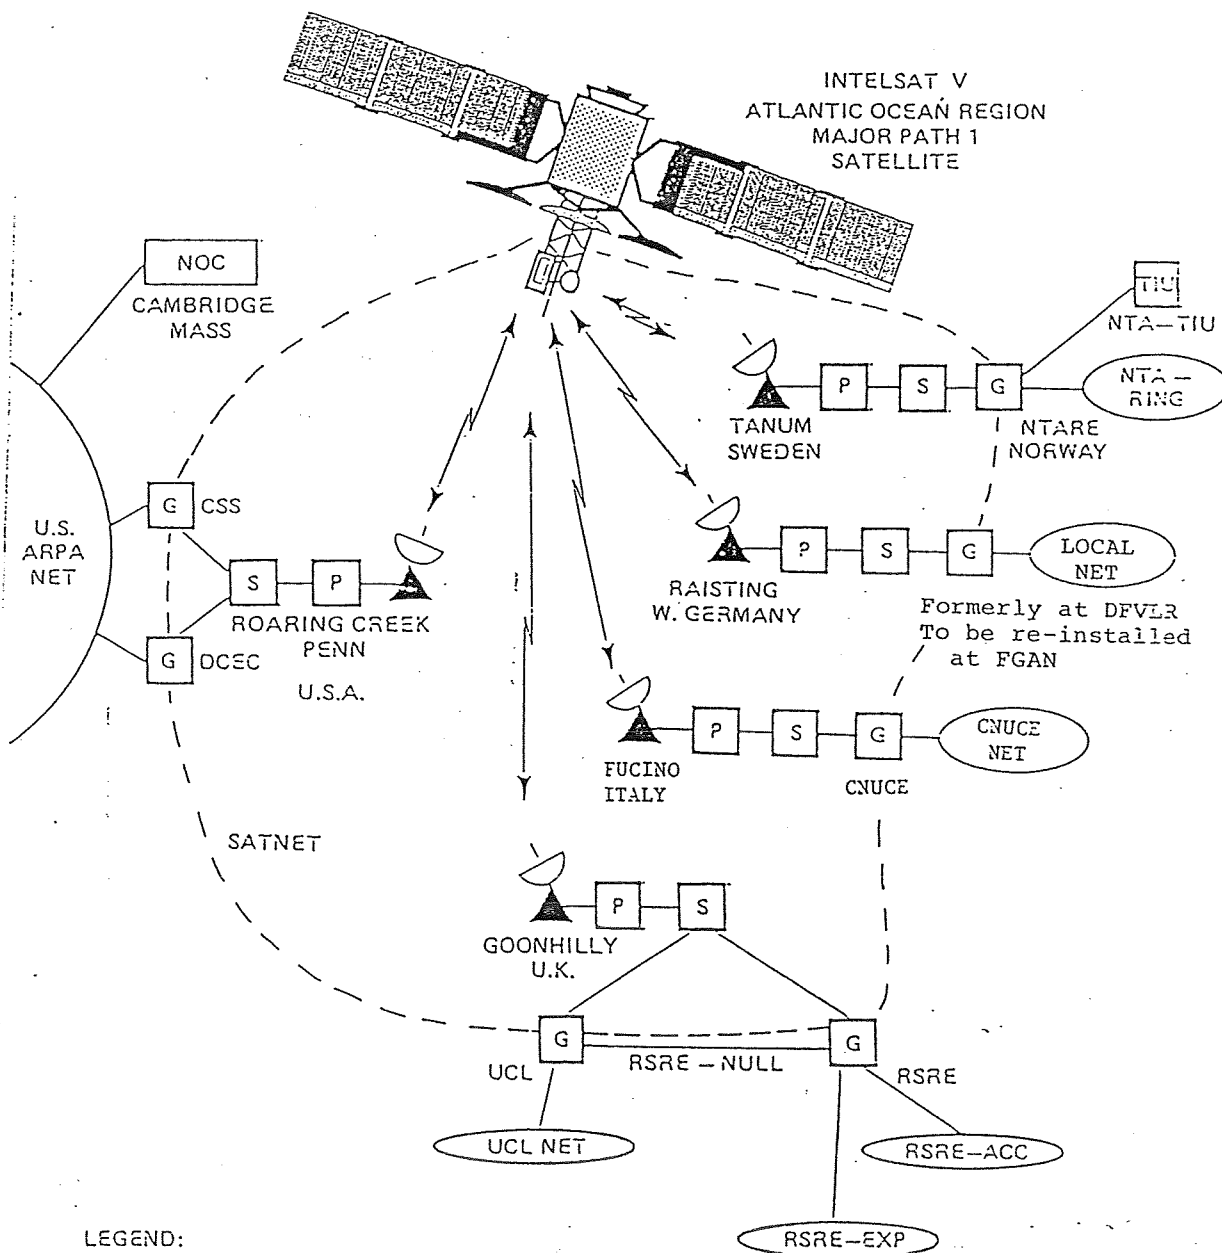 INTELSAT V
ATLANTIC OCEAN REGION
MAJOR PATH 1
SATELLITE
NOC
CAMBRIDGE
MASS
TIU
NTA-TIU
P
S
G
NTA -
RING
TANUM
SWEDEN
NTARE
NORWAY
G
CSS
U.S.
ARPA
NET
S
P
ROARING CREEK
PENN
G
DCEC
U.S.A.
P
S
G
LOCAL
NET
RAISTING
W. GERMANY
Formerly at DFVLR
To be re-installed
at FGAN
P
S
G
CNUCE
NET
FUCINO
ITALY
CNUCE
SATNET
P
S
GOONHILLY
U.K.
G
G
UCL
RSRE - NULL
RSRE
UCL NET
RSRE-ACC
RSRE-EXP
LEGEND: